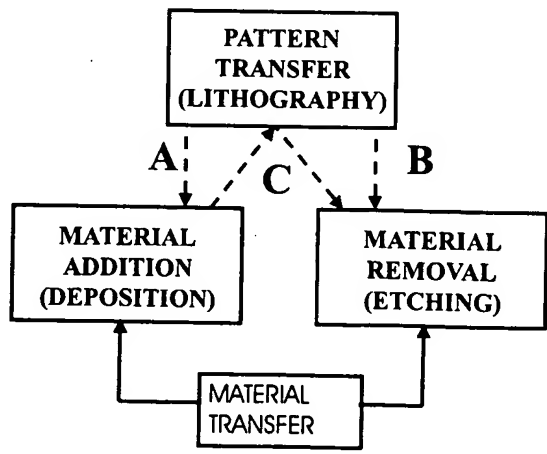 PATTERN
TRANSFER
(LITHOGRAPHY)
A
C
B
MATERIAL
ADDITION
(DEPOSITION)
MATERIAL
REMOVAL
(ETCHING)
MATERIAL
TRANSFER